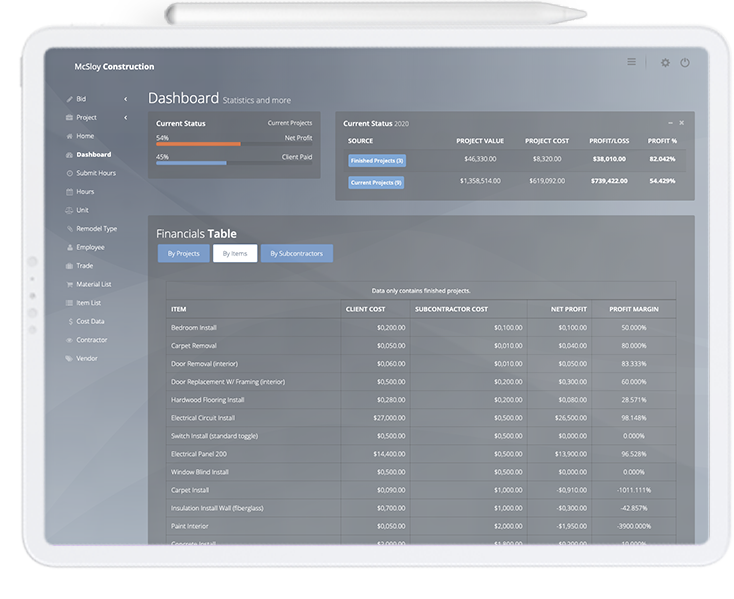 McSloy Construction
Bid
Project
Home
Dashboard
Submit Hours
Hours
Unit
Remodel Type
Employee
Trade
Material List
Item List
Cost Data
Contractor
Vendor
Dashboard Statistics and more
Current Status Current Projects
54% Net Profit
45% Client Paid
Current Status 2020
SOURCE PROJECT VALUE PROJECT COST PROFIT/LOSS PROFIT %
Finished Projects (3) $46,330.00 $8,320.00 $38,010.00 82.042%
Current Projects (9) $1,358,514.00 $619,092.00 $739,422.00 54.429%
Financials Table
By Projects By Items By Subcontractors
Data only contains finished projects.
ITEM CLIENT COST SUBCONTRACTOR COST NET PROFIT PROFIT MARGIN
Bedroom Install $0,200.00 $0,100.00 $0,100.00 50.000%
Carpet Removal $0,050.00 $0,010.00 $0,040.00 80.000%
Door Removal (interior) $0,060.00 $0,010.00 $0,050.00 83.333%
Door Replacement W/ Framing (interior) $0,500.00 $0,200.00 $0,300.00 60.000%
Hardwood Flooring Install $0,280.00 $0,200.00 $0,080.00 28.571%
Electrical Circuit Install $27,000.00 $0,500.00 $26,500.00 98.148%
Switch Install (standard toggle) $0,500.00 $0,500.00 $0,000.00 0.000%
Electrical Panel 200 $14,400.00 $0,500.00 $13,900.00 96.528%
Window Blind Install $0,500.00 $0,500.00 $0,000.00 0.000%
Carpet Install $0,090.00 $1,000.00 -$0,910.00 -1011.111%
Insulation Install Wall (fiberglass) $0,700.00 $1,000.00 -$0,300.00 -42.857%
Paint Interior $0,050.00 $2,000.00 -$1,950.00 -3900.000%
Concrete Install $2,000.00 $1,800.00 $0,200.00 10.000%